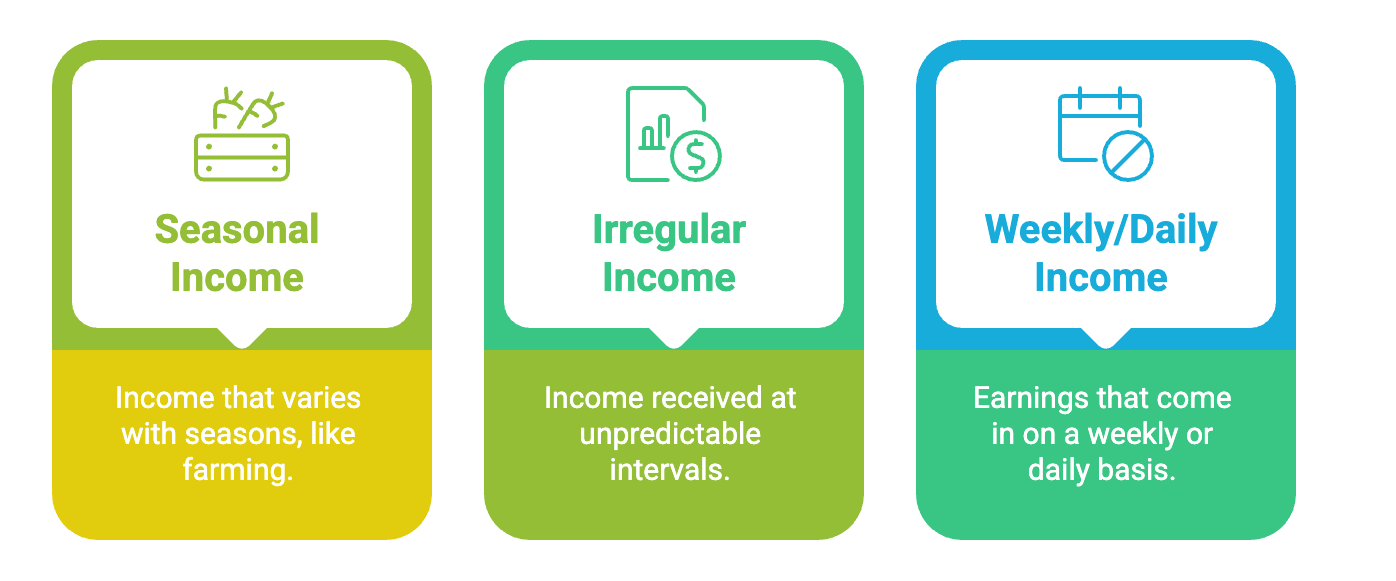 Seasonal
Income
Income that varies
with seasons, like
farming.
$
Irregular
Income
Income received at
unpredictable
intervals.
Weekly/Daily
Income
Earnings that come
in on a weekly or
daily basis.